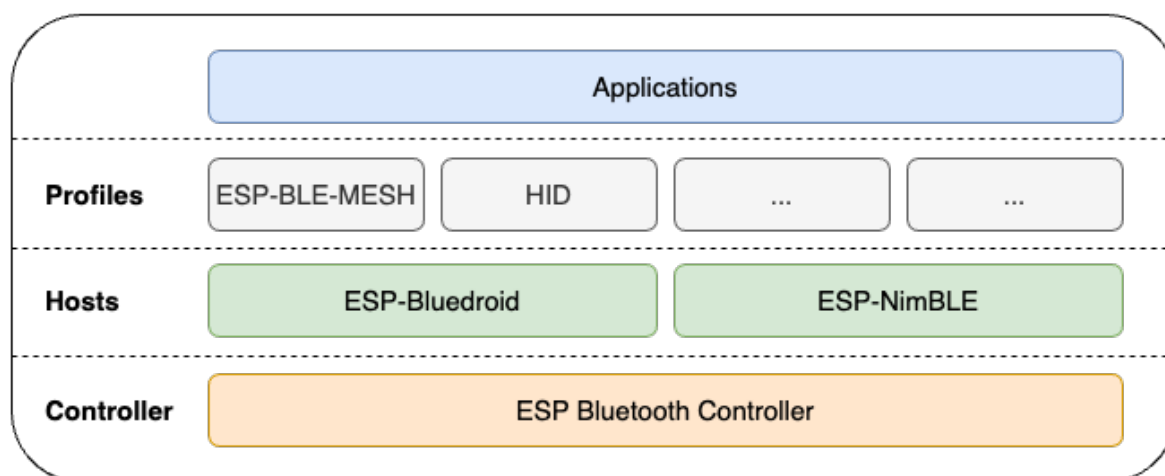 Applications
Profiles
ESP-BLE-MESH
HID
...
...
Hosts
ESP-Bluedroid
ESP-NimBLE
Controller
ESP Bluetooth Controller